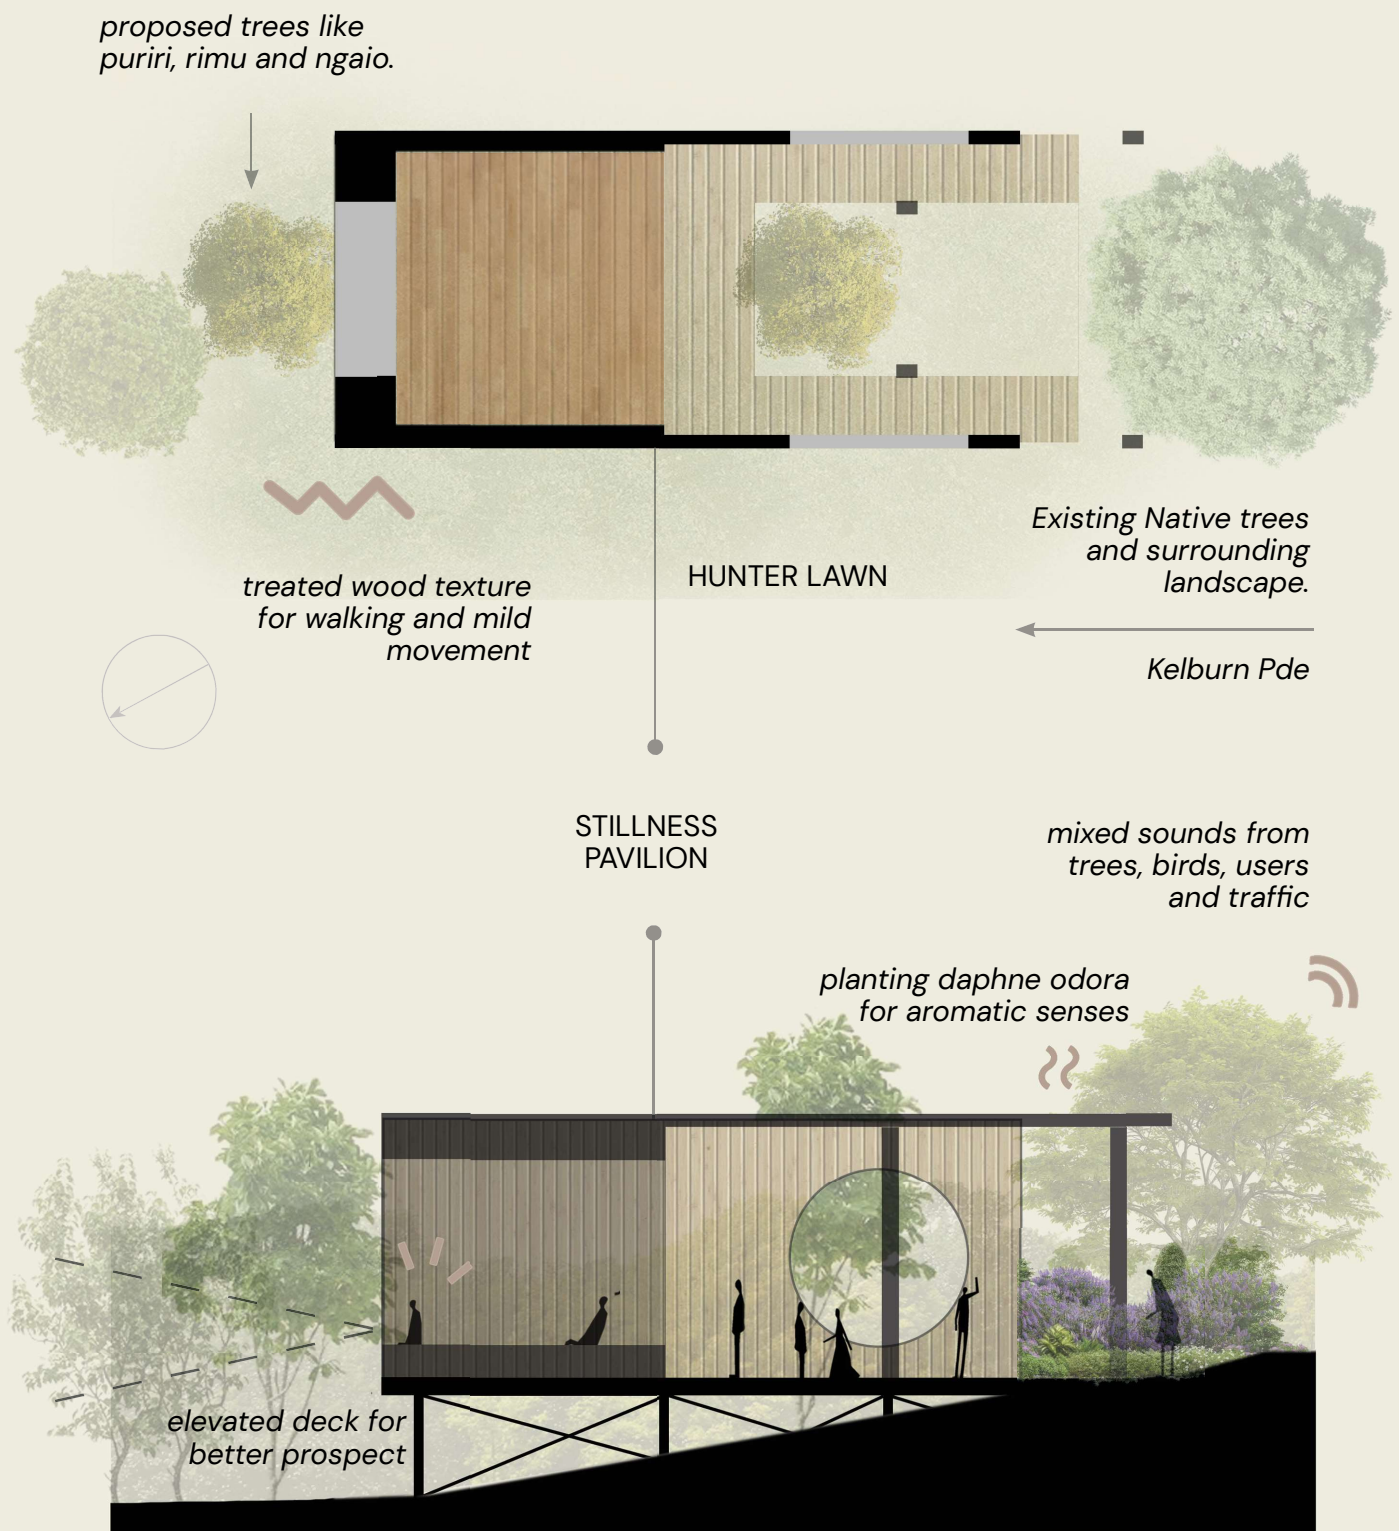 proposed trees like
puriri, rimu and ngaio.
HUNTER LAWN
Existing Native trees
and surrounding
landscape.
treated wood texture
for walking and mild
movement
Kelburn Pde
STILLNESS
PAVILION
mixed sounds from
trees, birds, users
and traffic
planting daphne odora
for aromatic senses
elevated deck for
better prospect